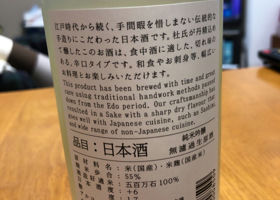 江戸時代から続く、手間暇を惜しまない伝統的な
手造りにこだわった日本酒です。杜氏が丹精込め
て醸したこのお酒は、食中酒に適した、切れ味の
ある、辛口タイプです。和食やお刺身等、幅広い
お料理とお楽しみいただけます。
This product has been brewed with time and great
care using traditional handwork methods passed
down from the Edo period. Our craftsmanship has
resulted in a Sake with a sharp dry flavour that
goes well with Japanese cuisine, such as Sashimi
and wide range of non-Japanese cuisine.
純米吟醸
無濾過生原酒
品目:日本酒
米(国産)・米麹(国産米)
55%
五百万石100%
+6
1.7